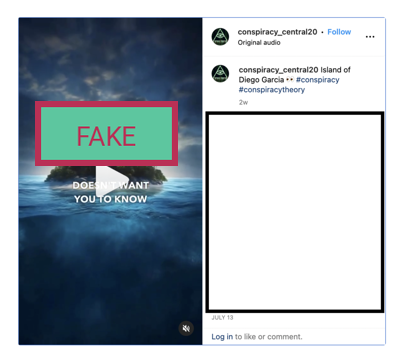 FAKE
DOESN'T WANT
YOU TO KNOW
conspiracy_central20 • Follow
Original audio
conspiracy_central20 Island of
Diego Garcia 👀 #conspiracy
#conspiracytheory
2w
JULY 13
Log in to like or comment.